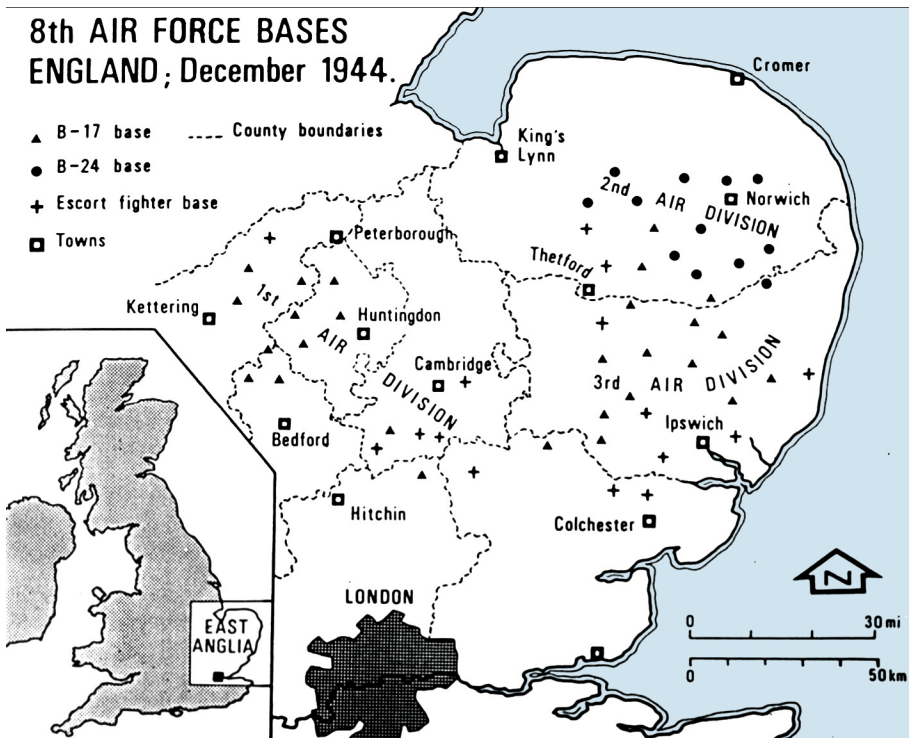 8th AIR FORCE BASES
ENGLAND; December 1944.
B-17 base
County boundaries
B-24 base
Escort fighter base
Towns
Cromer
King's
Lynn
2nd AIR DIVISION
Norwich
Peterborough
Thetford
Kettering
1st AIR DIVISION
Huntingdon
Cambridge
3rd AIR DIVISION
Bedford
Ipswich
Hitchin
Colchester
LONDON
EAST
ANGLIA
N
0 30 mi
0 50 km